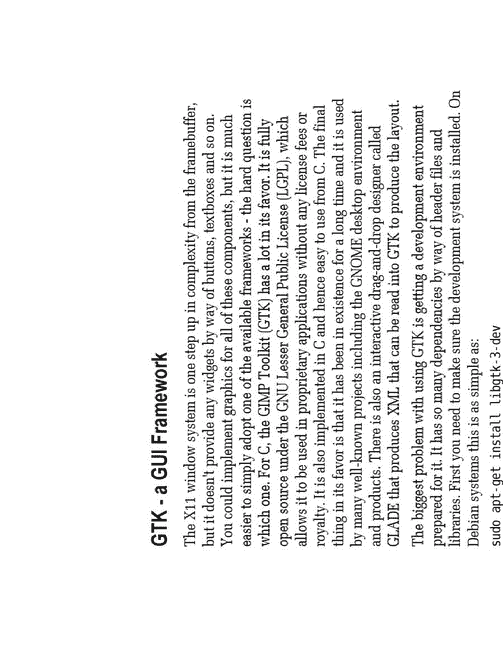 GTK - a GUI Framework
The X11 window system is one step up in complexity from the framebuffer,
but it doesn't provide any widgets by way of buttons, textboxes and so on.
You could implement graphics for all of these components, but it is much
easier to simply adopt one of the available frameworks - the hard question is
which one. For C, the GIMP Toolkit (GTK) has a lot in its favor. It is fully
open source under the GNU Lesser General Public License (LGPL), which
allows it to be used in proprietary applications without any license fees or
royalty. It is also implemented in C and hence easy to use from C. The final
thing in its favor is that it has been in existence for a long time and it is used
by many well-known projects including the GNOME desktop environment
and products. There is also an interactive drag-and-drop designer called
GLADE that produces XML that can be read into GTK to produce the layout.
The biggest problem with using GTK is getting a development environment
prepared for it. It has so many dependencies by way of header files and
libraries. First you need to make sure the development system is installed. On
Debian systems this is as simple as:
sudo apt-get install libgtk-3-dev